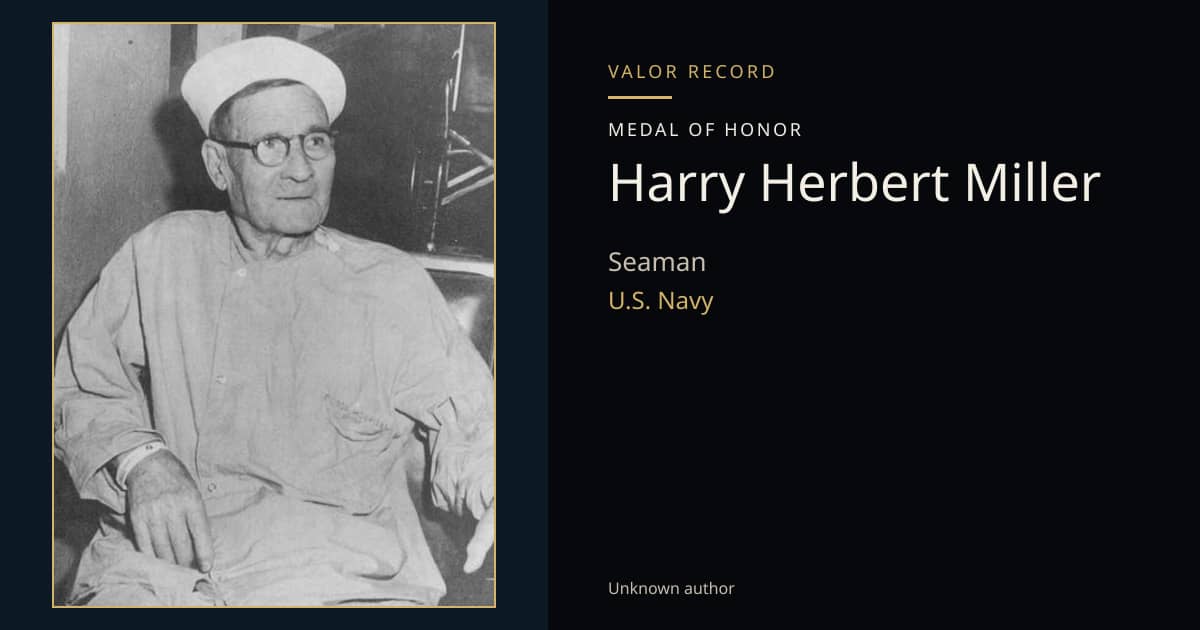 VALOR RECORD
MEDAL OF HONOR
Harry Herbert Miller
Seaman
U.S. Navy
Unknown author